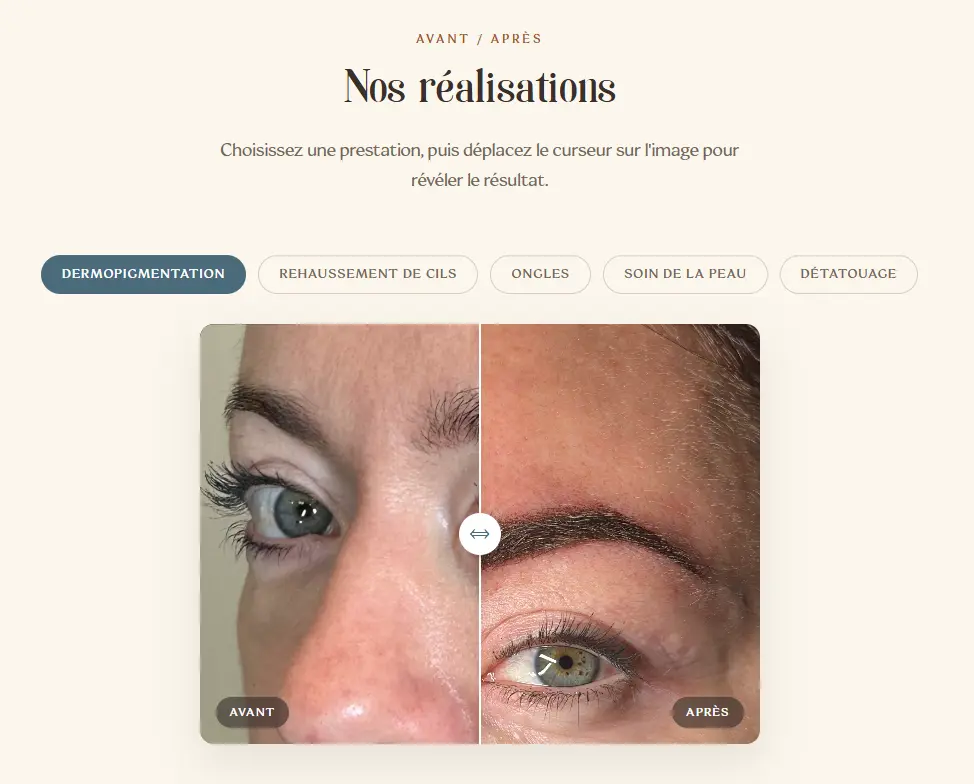 AVANT / APRÈS
Nos réalisations
Choisissez une prestation, puis déplacez le curseur sur l'image pour
révéler le résultat.
DERMOPIGMENTATION
REHAUSSEMENT DE CILS
ONGLES
SOIN DE LA PEAU
DÉTATOUAGE
AVANT
APRÈS